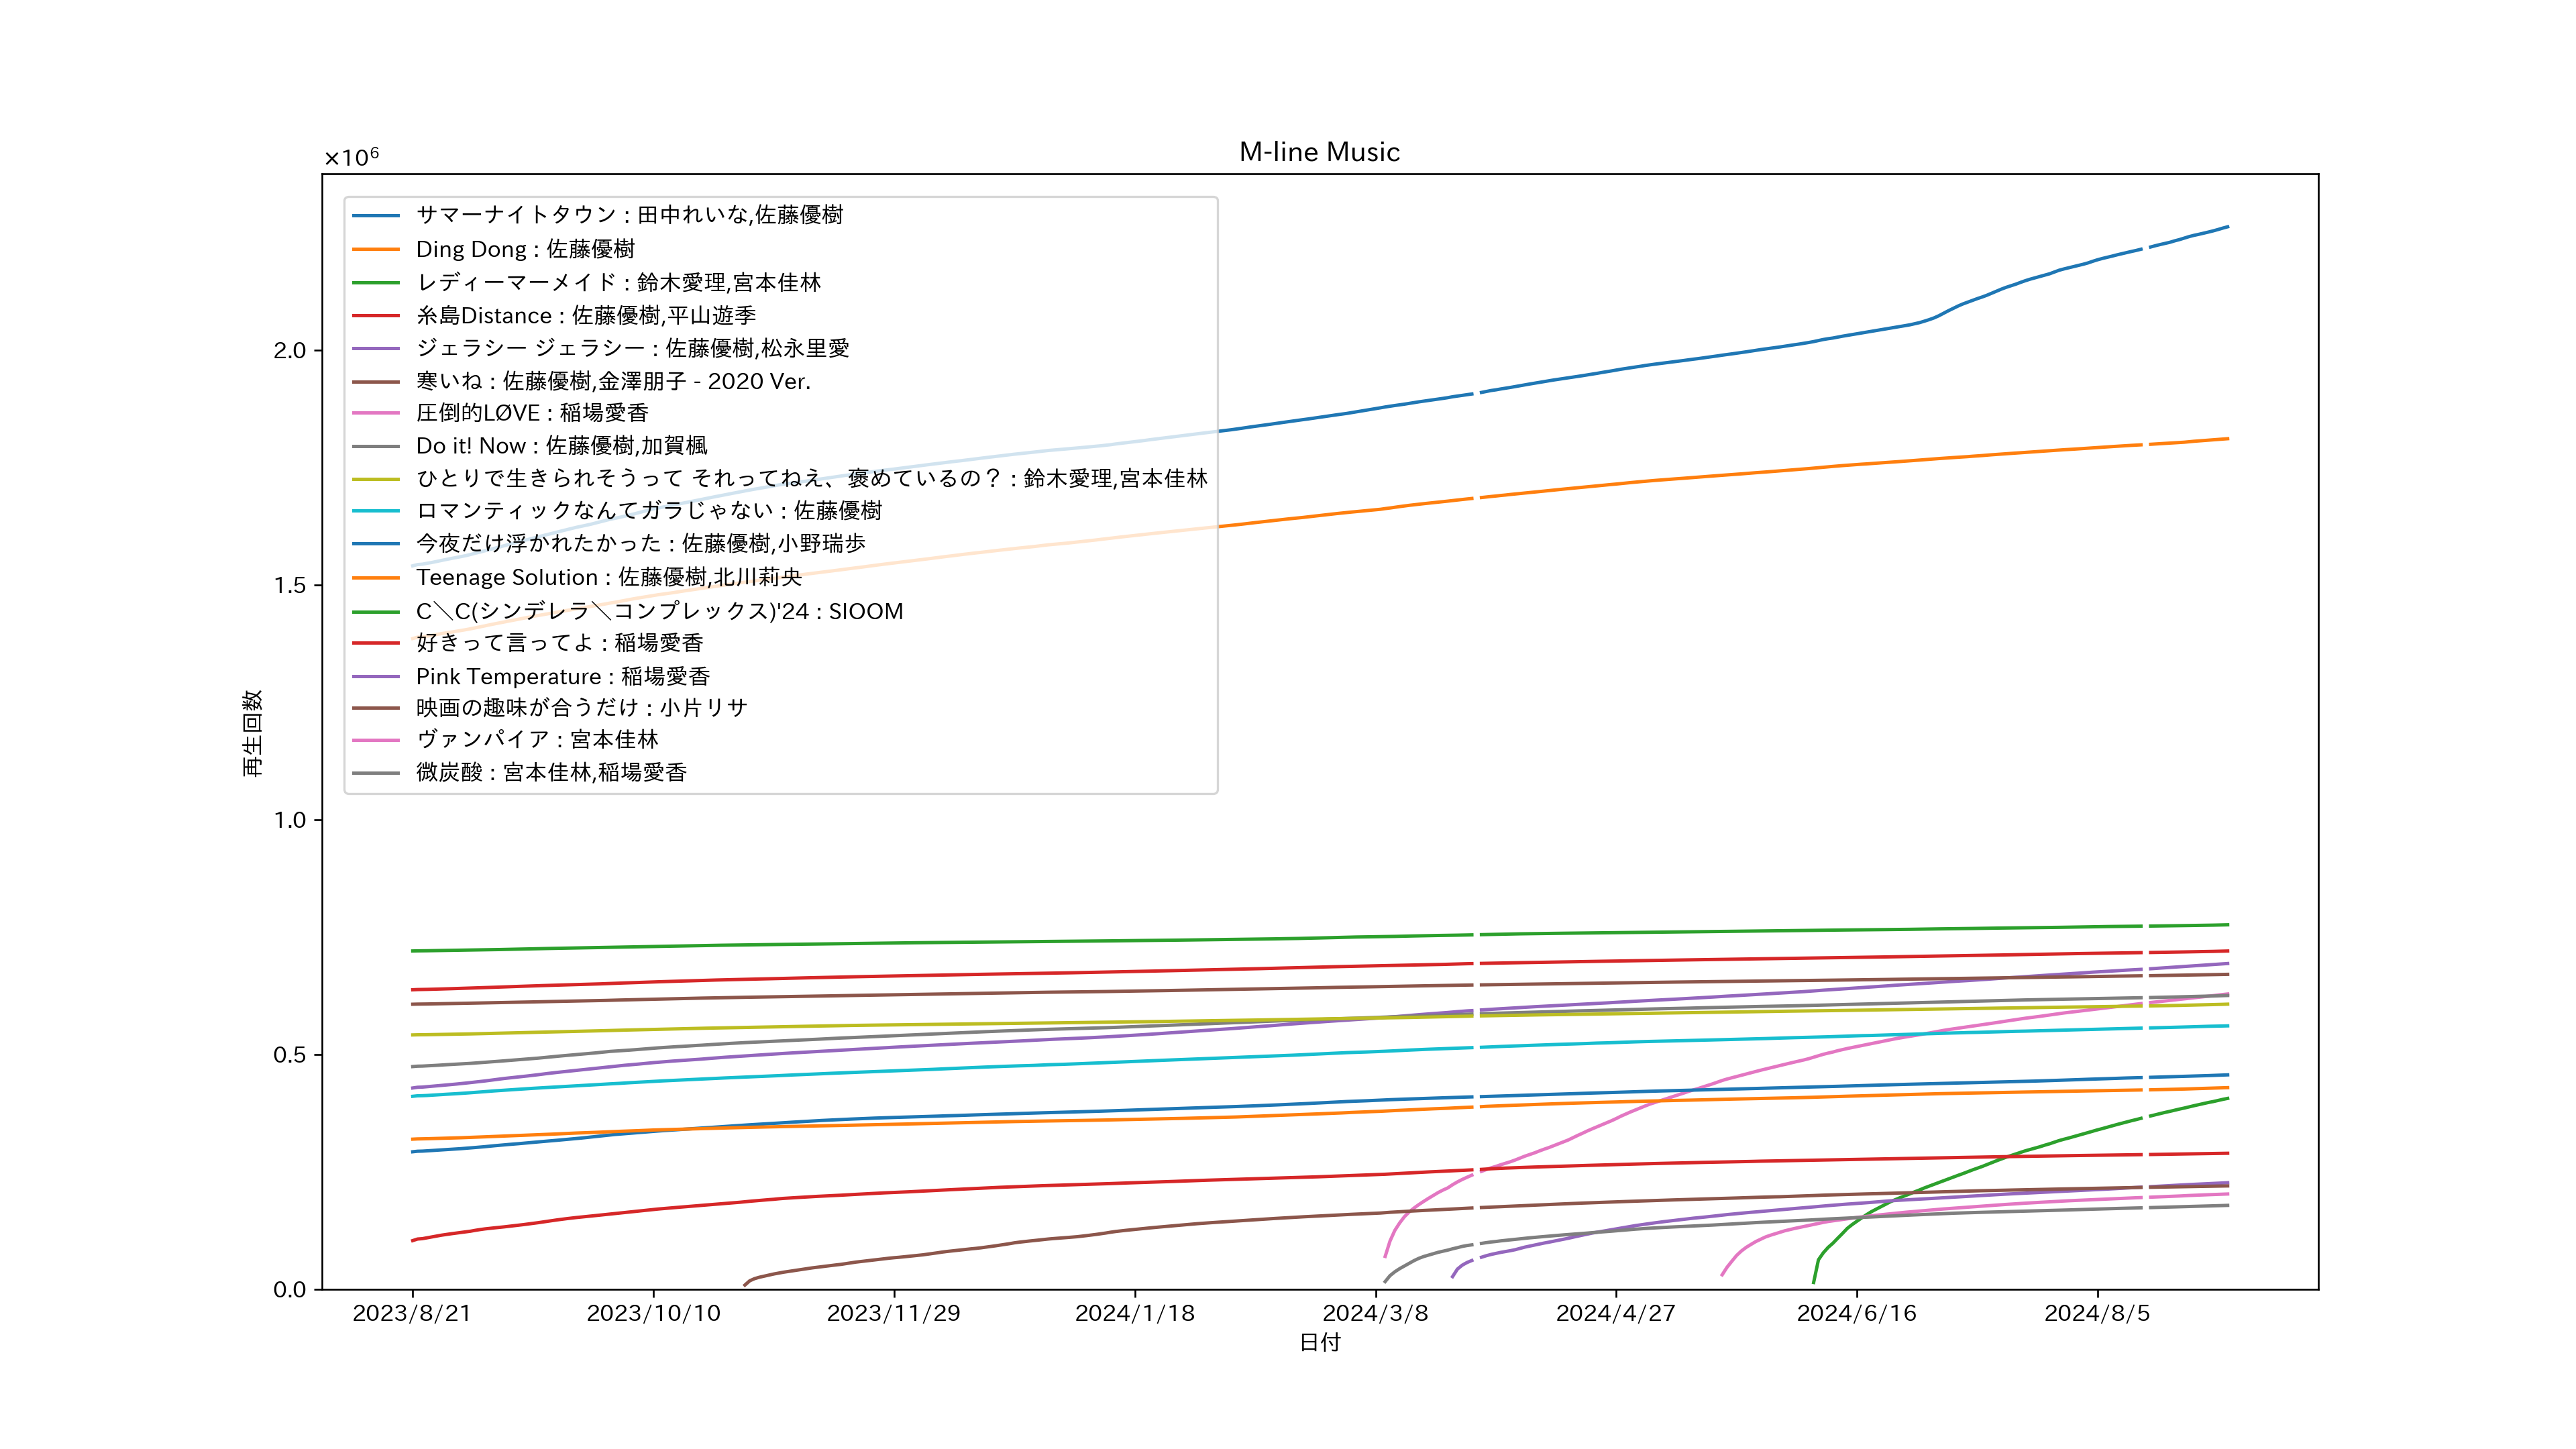 M-line Music
×10⁶
サマーナイトタウン : 田中れいな,佐藤優樹
Ding Dong : 佐藤優樹
レディーマーメイド : 鈴木愛理,宮本佳林
糸島Distance : 佐藤優樹,平山遊季
ジェラシー ジェラシー : 佐藤優樹,松永里愛
寒いね : 佐藤優樹,金澤朋子 - 2020 Ver.
圧倒的LØVE : 稲場愛香
Do it! Now : 佐藤優樹,加賀楓
ひとりで生きられそうって それってねえ、褒めているの？ : 鈴木愛理,宮本佳林
ロマンティックなんてガラじゃない : 佐藤優樹
今夜だけ浮かれたかった : 佐藤優樹,小野瑞歩
Teenage Solution : 佐藤優樹,北川莉央
C＼C(シンデレラ＼コンプレックス)'24 : SIOOM
好きって言ってよ : 稲場愛香
Pink Temperature : 稲場愛香
映画の趣味が合うだけ : 小片リサ
ヴァンパイア : 宮本佳林
微炭酸 : 宮本佳林,稲場愛香
再生回数
2.0
1.5
1.0
0.5
0.0
2023/8/21
2023/10/10
2023/11/29
2024/1/18
2024/3/8
2024/4/27
2024/6/16
2024/8/5
日付